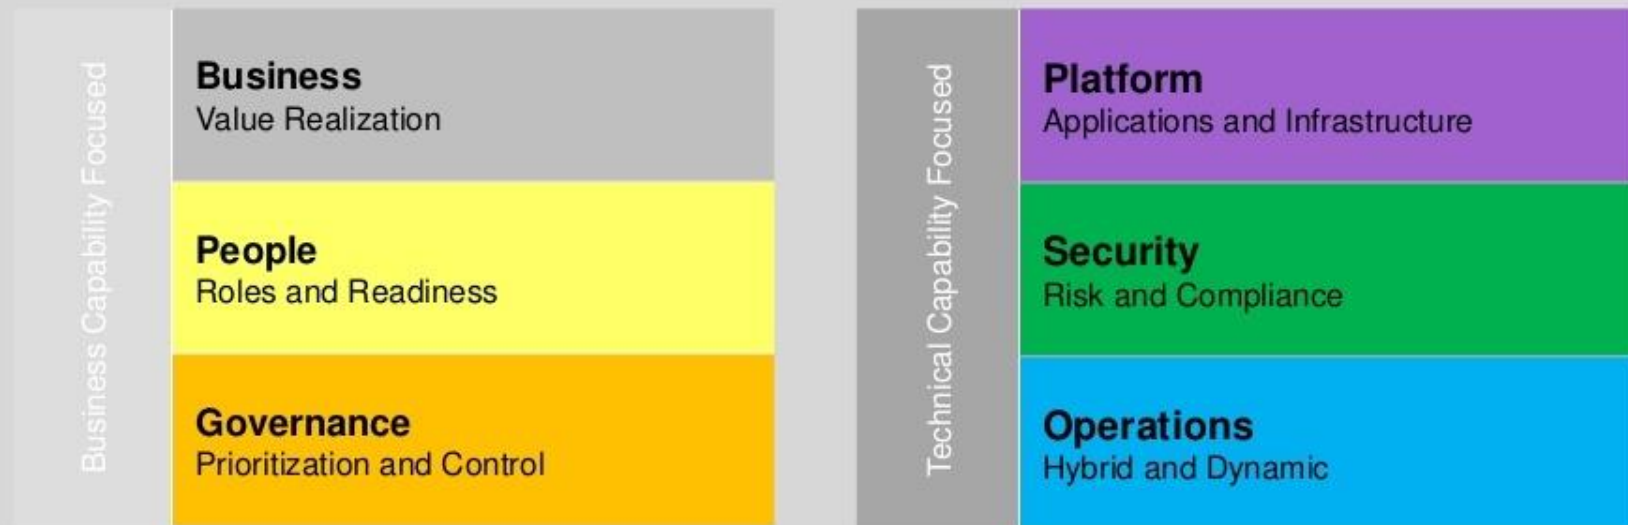 Business Capability Focused
Business
Value Realization
People
Roles and Readiness
Governance
Prioritization and Control
Technical Capability Focused
Platform
Applications and Infrastructure
Security
Risk and Compliance
Operations
Hybrid and Dynamic